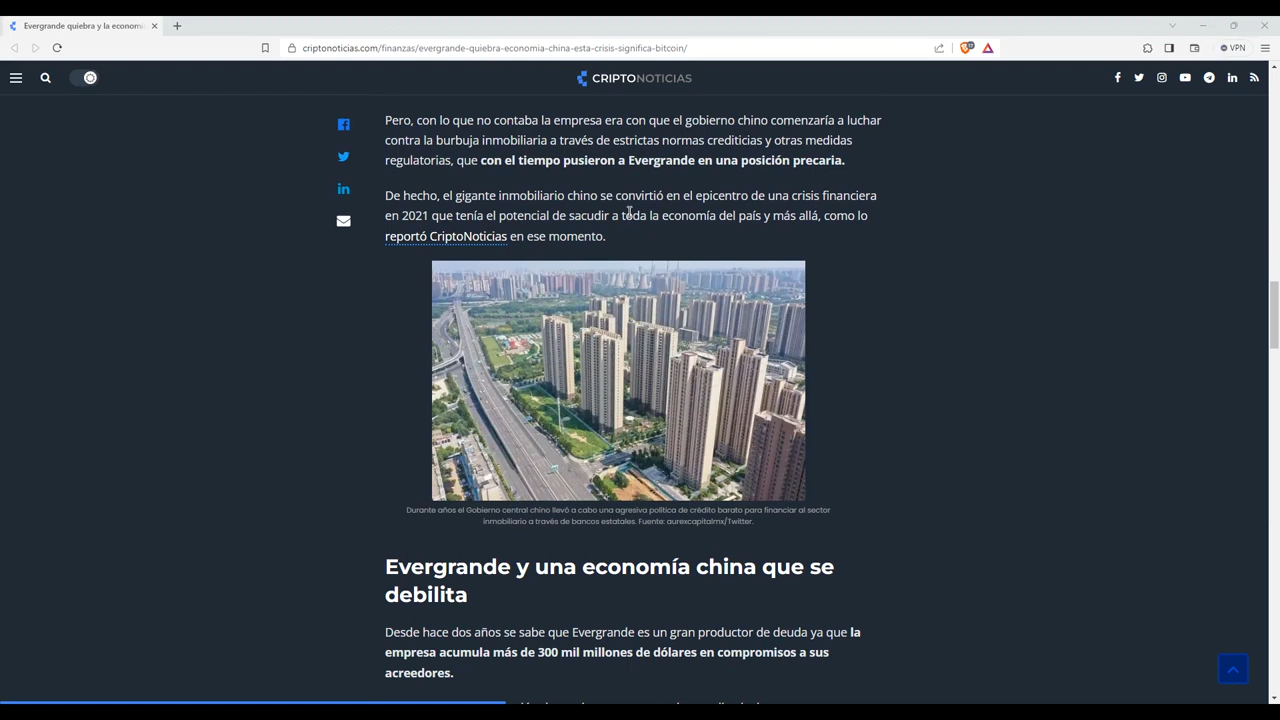 Evergrande quiebra y la economí
criptonoticias.com/finanzas/evergrande-quiebra-economia-china-esta-crisis-significa-bitcoin/
VPN
CRIPTONOTICIAS
Pero, con lo que no contaba la empresa era con que el gobierno chino comenzaría a luchar
contra la burbuja inmobiliaria a través de estrictas normas crediticias y otras medidas
regulatorias, que con el tiempo pusieron a Evergrande en una posición precaria.
De hecho, el gigante inmobiliario chino se convirtió en el epicentro de una crisis financiera
en 2021 que tenía el potencial de sacudir a toda la economía del país y más allá, como lo
reportó CriptoNoticias en ese momento.
Durante años el Gobierno central chino llevó a cabo una agresiva política de crédito barato para financiar al sector
inmobiliario a través de bancos estatales. Fuente: aurexcapitalmx/Twitter.
Evergrande y una economía china que se
debilita
Desde hace dos años se sabe que Evergrande es un gran productor de deuda ya que la
empresa acumula más de 300 mil millones de dólares en compromisos a sus
acreedores.